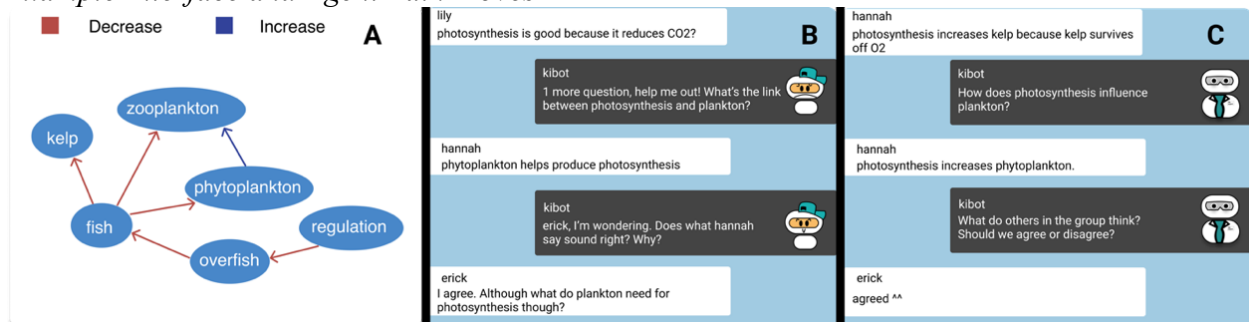 Decrease
Increase
A
zooplankton
kelp
phytoplankton
fish
regulation
overfish
lily
photosynthesis is good because it reduces CO2?
B
kibot
1 more question, help me out! What's the link
between photosynthesis and plankton?
hannah
phytoplankton helps produce photosynthesis
kibot
erick, I'm wondering. Does what hannah
say sound right? Why?
erick
I agree. Although what do plankton need for
photosynthesis though?
hannah
photosynthesis increases kelp because kelp survives
off O2
C
kibot
How does photosynthesis influence
plankton?
hannah
photosynthesis increases phytoplankton.
kibot
What do others in the group think?
Should we agree or disagree?
erick
agreed ^^